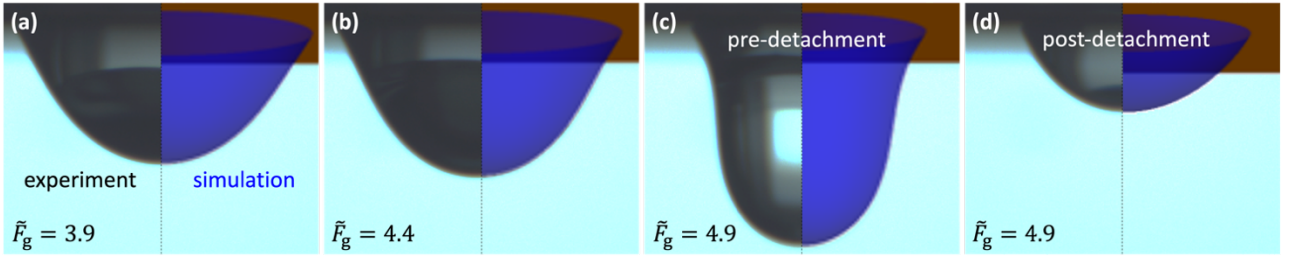 (a)
experiment simulation
F̃g = 3.9
(b)
F̃g = 4.4
(c)
pre-detachment
F̃g = 4.9
(d)
post-detachment
F̃g = 4.9